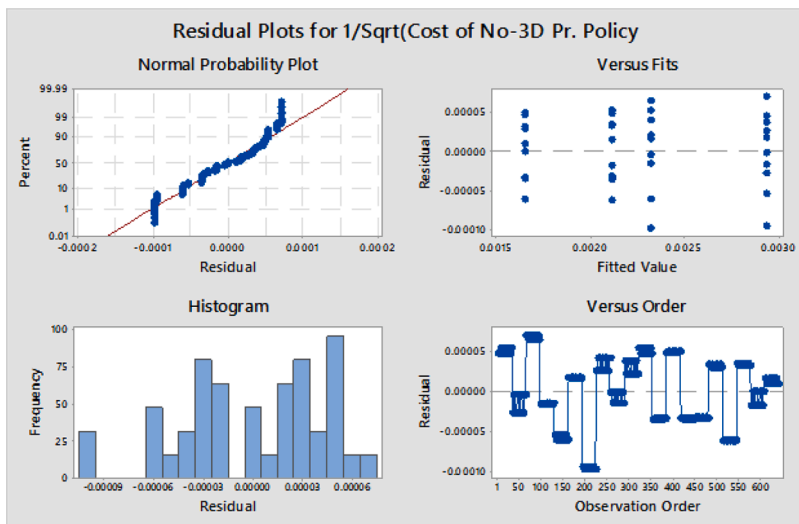 Residual Plots for 1/Sqrt(Cost of No-3D Pr. Policy
Normal Probability Plot
99.99
99
90
50
10
1
0.01
Percent
-0.0002 -0.0001 0.0000 0.0001 0.0002
Residual
Versus Fits
0.00005
0.00000
-0.00005
-0.00010
Residual
0.0015 0.0020 0.0025 0.0030
Fitted Value
Histogram
100
75
50
25
0
Frequency
-0.00009 -0.00006 -0.00003 0.00000 0.00003 0.00006
Residual
Versus Order
0.00005
0.00000
-0.00005
-0.00010
Residual
1 50 100 150 200 250 300 350 400 450 500 550 600
Observation Order